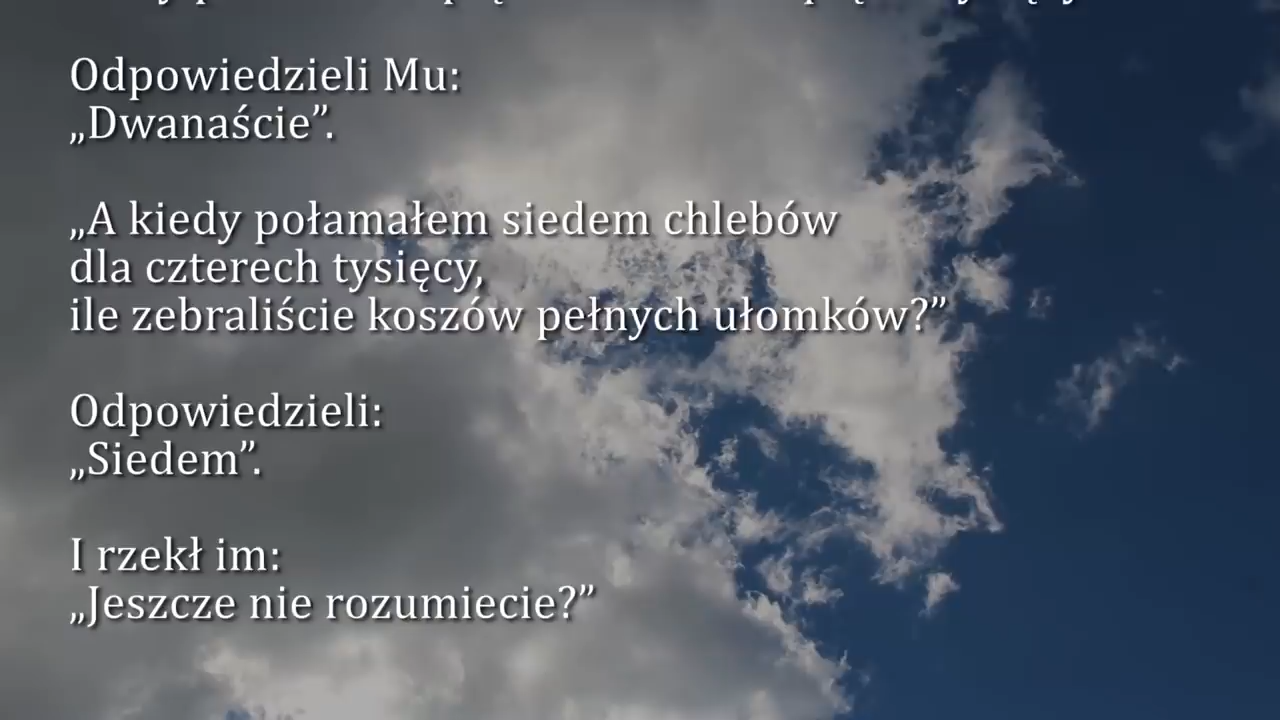 Odpowiedzieli Mu:
„Dwanaście”.
„A kiedy połamałem siedem chlebów
dla czterech tysięcy,
ile zebraliście koszów pełnych ułomków?”
Odpowiedzieli:
„Siedem”.
I rzekł im:
„Jeszcze nie rozumiecie?”